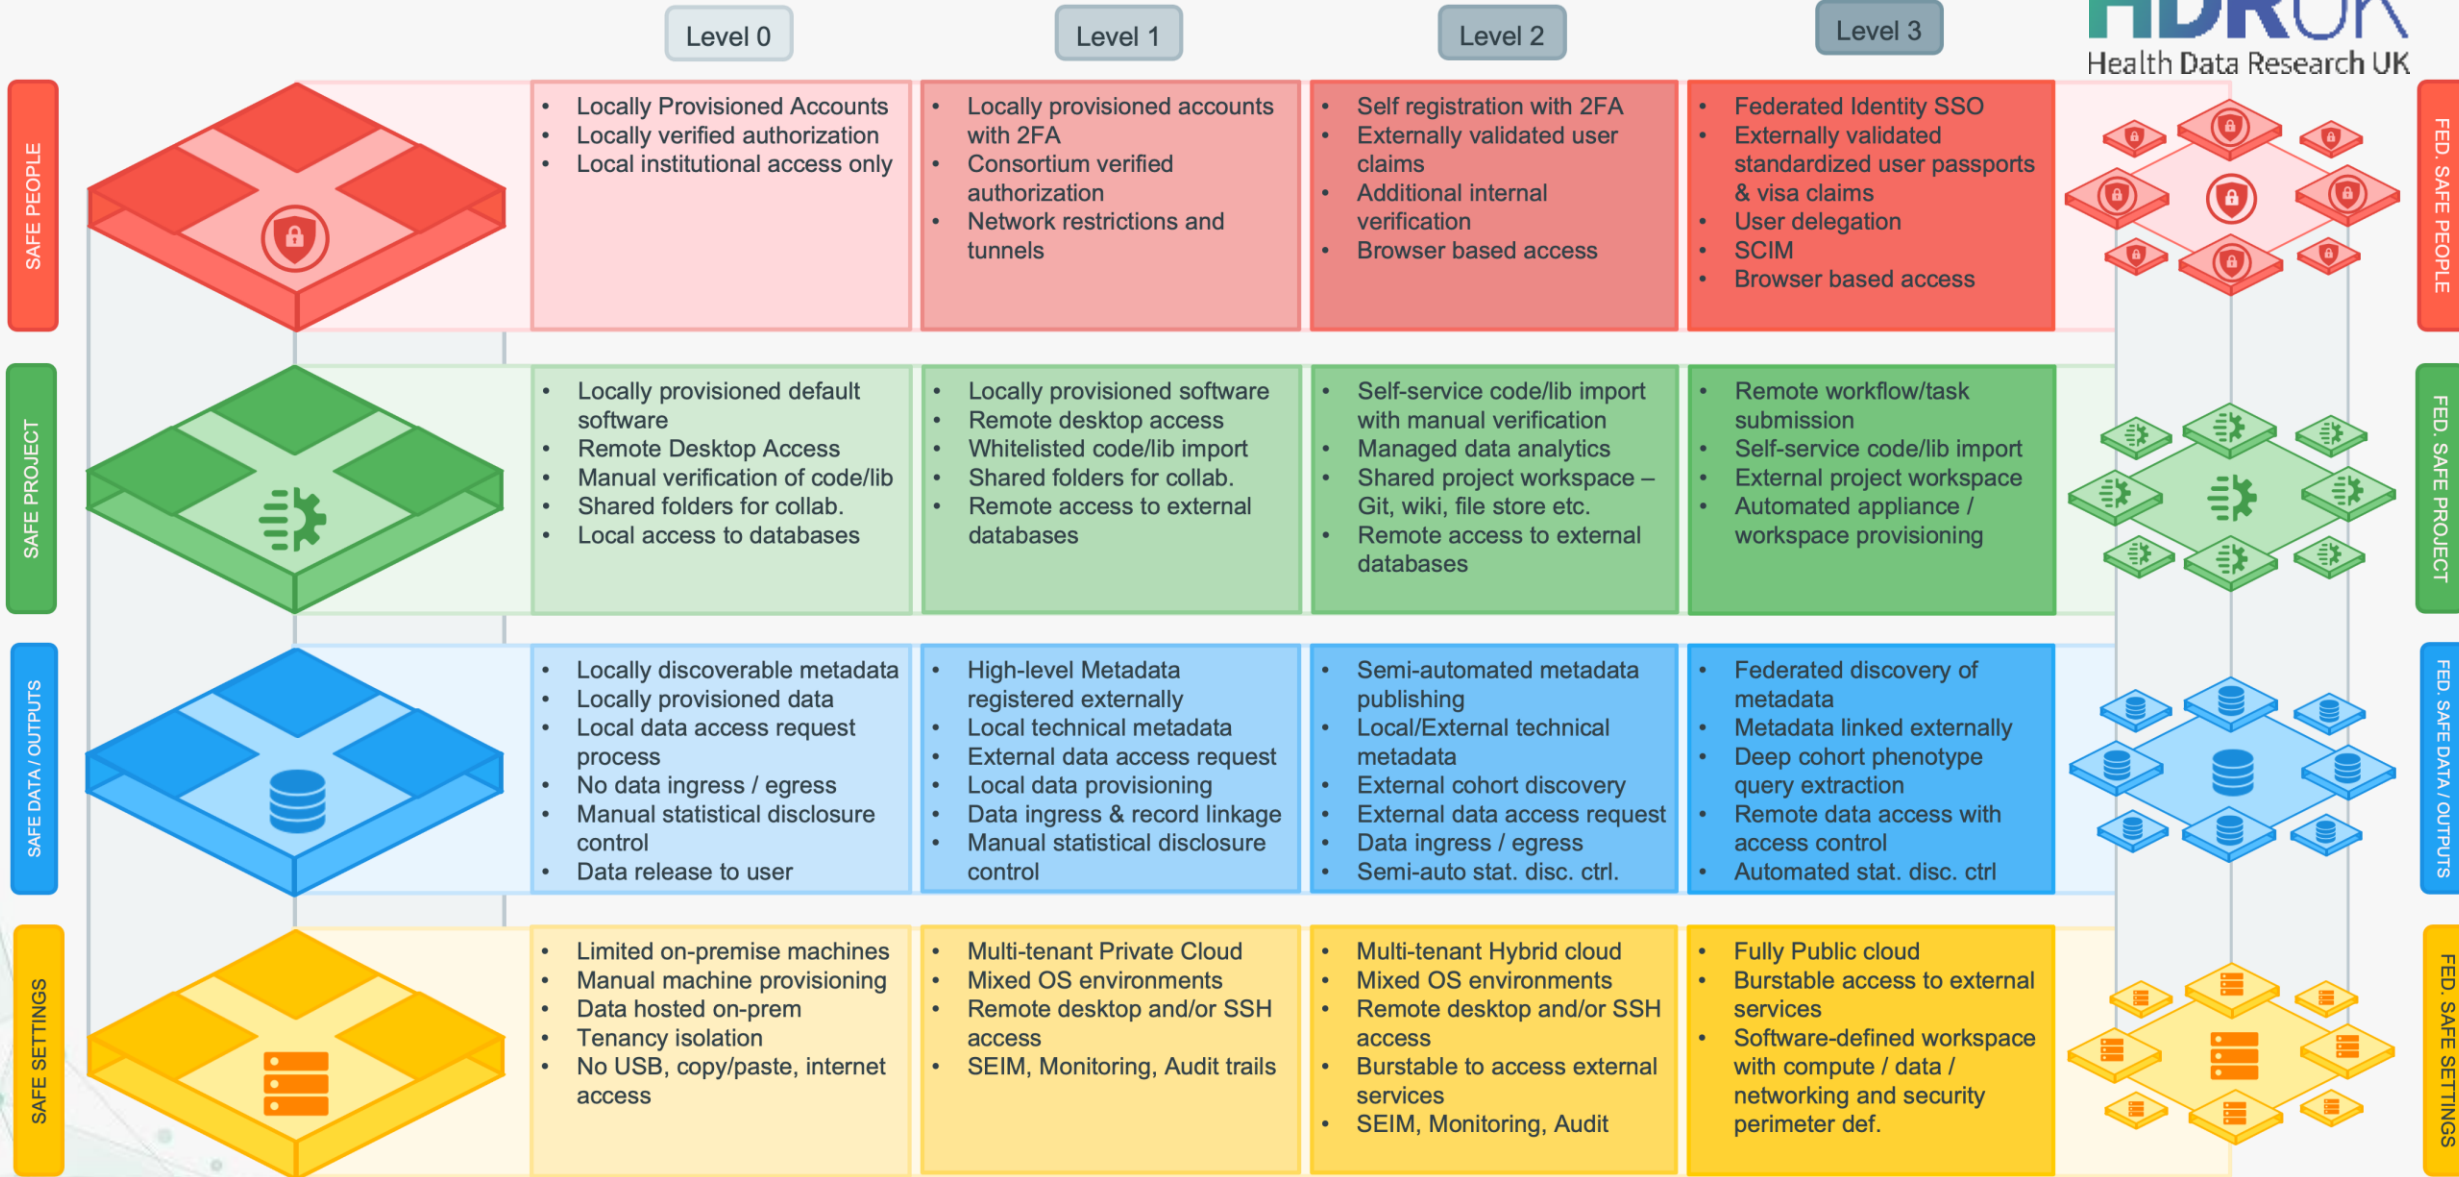 Level 0
Level 1
Level 2
Level 3
HDRUK
Health Data Research UK
SAFE PEOPLE
• Locally Provisioned Accounts
• Locally verified authorization
• Local institutional access only
• Locally provisioned accounts
with 2FA
• Consortium verified
authorization
• Network restrictions and
tunnels
• Self registration with 2FA
• Externally validated user
claims
• Additional internal
verification
• Browser based access
• Federated Identity SSO
• Externally validated
standardized user passports
& visa claims
• User delegation
• SCIM
• Browser based access
FED. SAFE PEOPLE
SAFE PROJECT
• Locally provisioned default
software
• Remote Desktop Access
• Manual verification of code/lib
• Shared folders for collab.
• Local access to databases
• Locally provisioned software
• Remote desktop access
• Whitelisted code/lib import
• Shared folders for collab.
• Remote access to external
databases
• Self-service code/lib import
with manual verification
• Managed data analytics
• Shared project workspace –
Git, wiki, file store etc.
• Remote access to external
databases
• Remote workflow/task
submission
• Self-service code/lib import
• External project workspace
• Automated appliance /
workspace provisioning
FED. SAFE PROJECT
SAFE DATA / OUTPUTS
• Locally discoverable metadata
• Locally provisioned data
• Local data access request
process
• No data ingress / egress
• Manual statistical disclosure
control
• Data release to user
• High-level Metadata
registered externally
• Local technical metadata
• External data access request
• Local data provisioning
• Data ingress & record linkage
• Manual statistical disclosure
control
• Semi-automated metadata
publishing
• Local/External technical
metadata
• External cohort discovery
• External data access request
• Data ingress / egress
• Semi-auto stat. disc. ctrl.
• Federated discovery of
metadata
• Metadata linked externally
• Deep cohort phenotype
query extraction
• Remote data access with
access control
• Automated stat. disc. ctrl
FED. SAFE DATA / OUTPUTS
SAFE SETTINGS
• Limited on-premise machines
• Manual machine provisioning
• Data hosted on-prem
• Tenancy isolation
• No USB, copy/paste, internet
access
• Multi-tenant Private Cloud
• Mixed OS environments
• Remote desktop and/or SSH
access
• SEIM, Monitoring, Audit trails
• Multi-tenant Hybrid cloud
• Mixed OS environments
• Remote desktop and/or SSH
access
• Burstable to access external
services
• SEIM, Monitoring, Audit
• Fully Public cloud
• Burstable access to external
services
• Software-defined workspace
with compute / data /
networking and security
perimeter def.
FED. SAFE SETTINGS